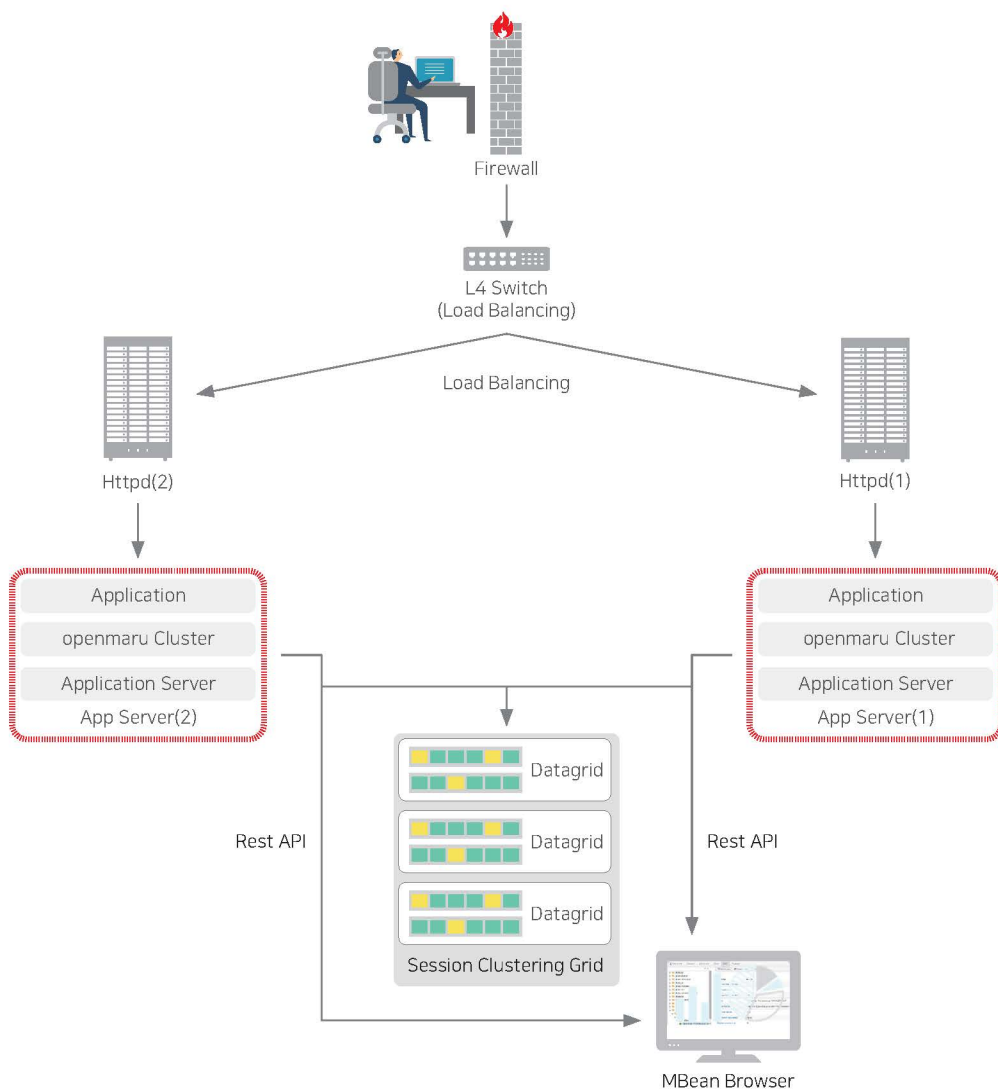 Firewall
L4 Switch
(Load Balancing)
Load Balancing
Httpd(2)
Httpd(1)
Application
openmaru Cluster
Application Server
App Server(2)
Application
openmaru Cluster
Application Server
App Server(1)
Datagrid
Datagrid
Datagrid
Session Clustering Grid
Rest API
Rest API
MBean Browser